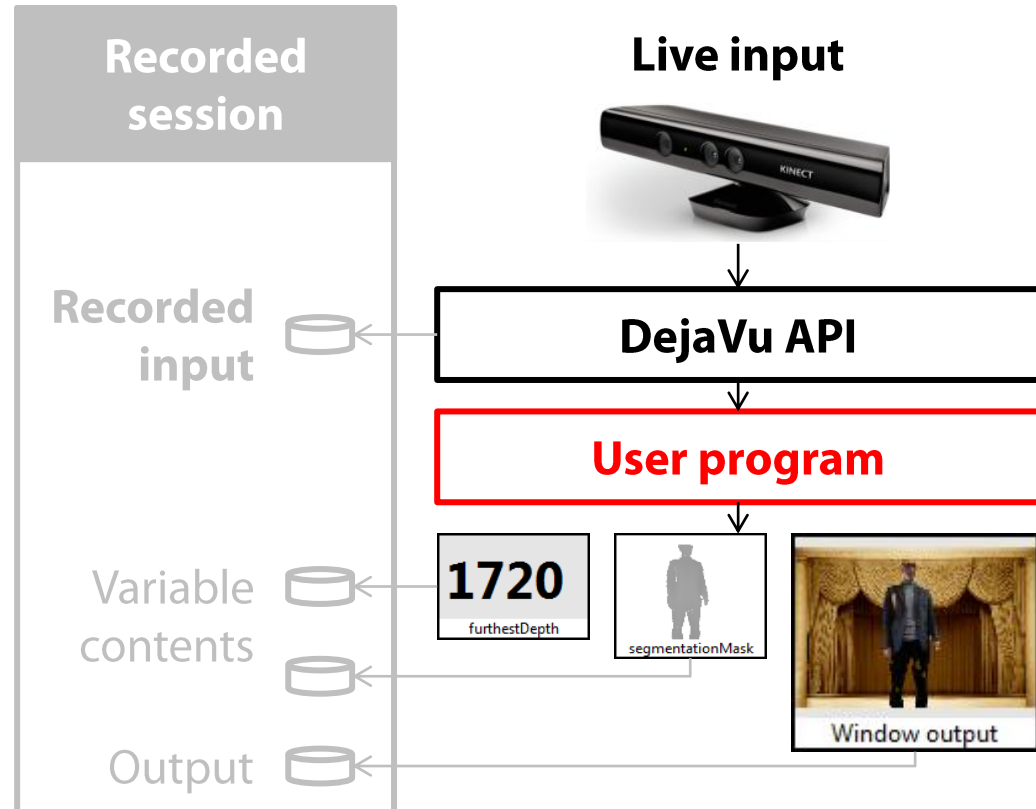 Recorded
session
Live input
KINECT
Recorded
input
DejaVu API
User program
Variable
contents
1720
furthestDepth
segmentationMask
Window output
Output